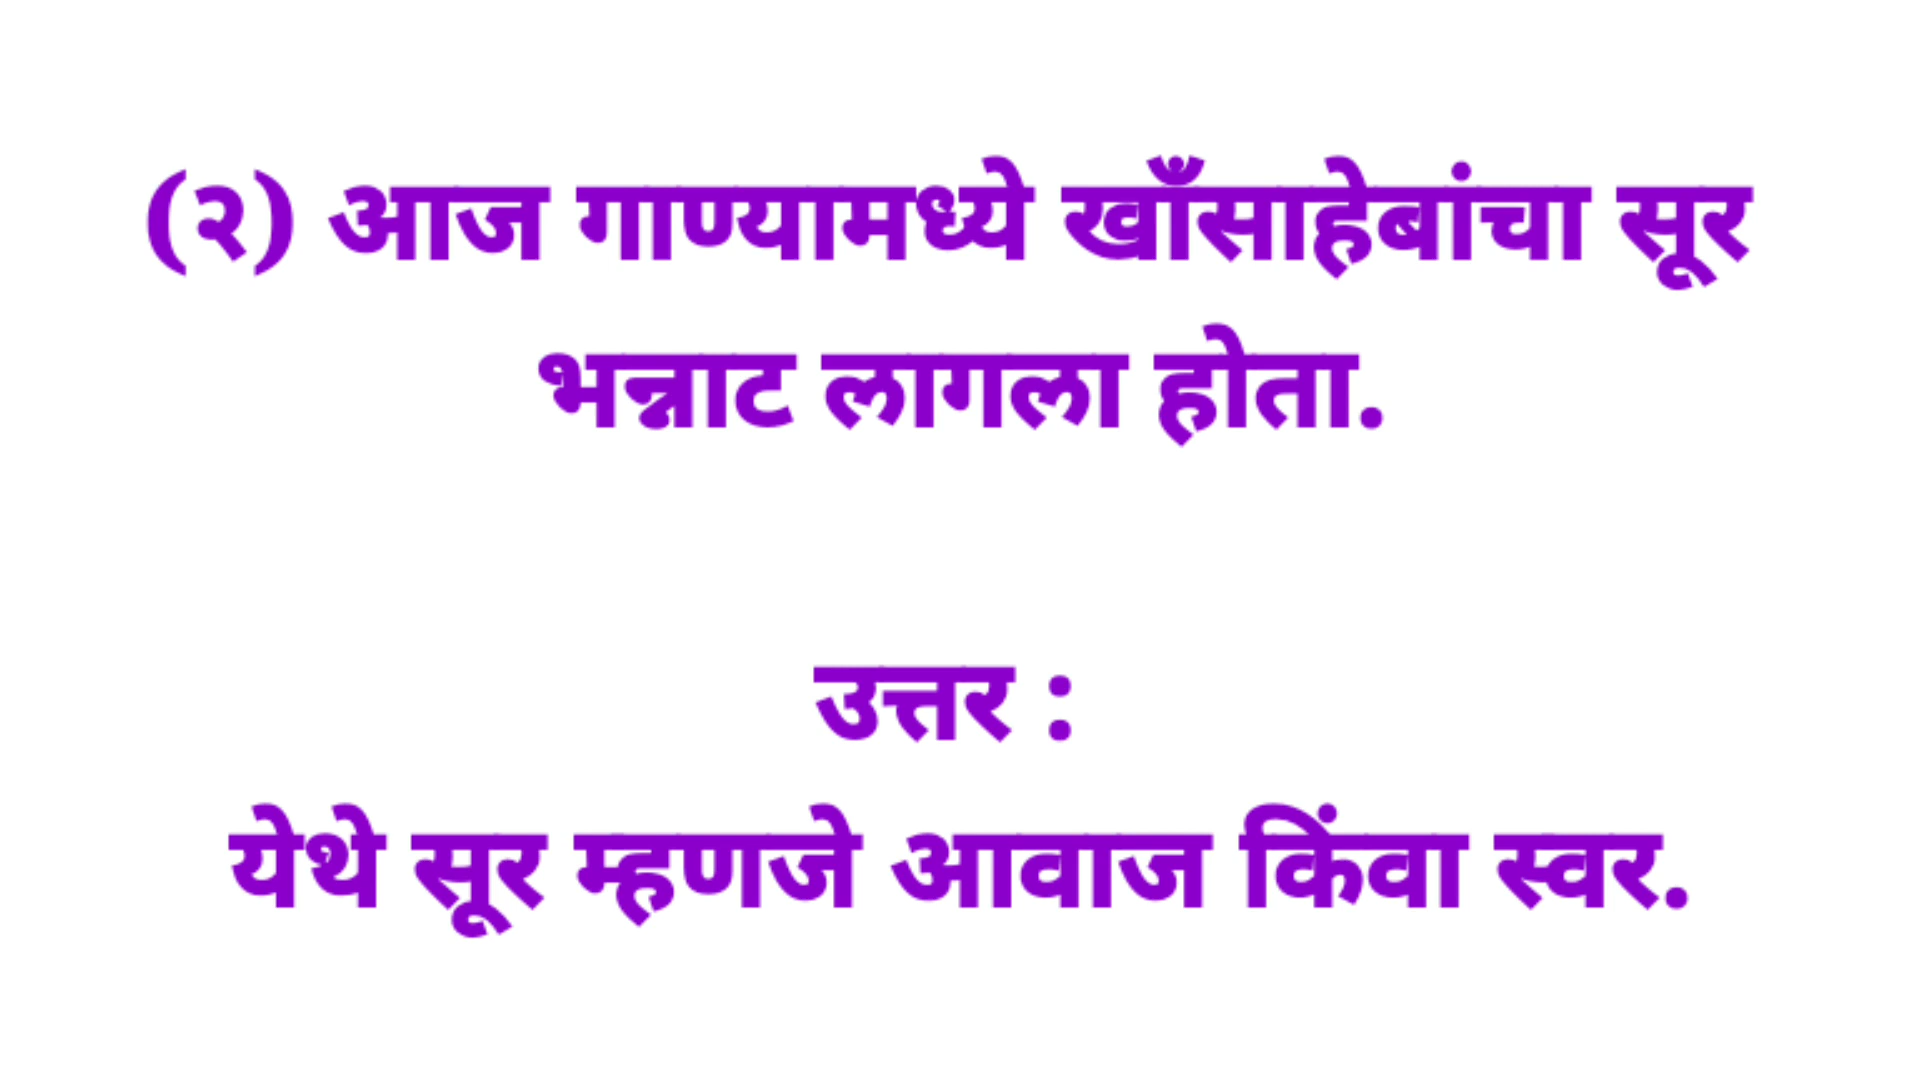 (२) आज गाण्यामध्ये खाँसाहेबांचा सूर
भन्नाट लागला होता.
उत्तर :
येथे सूर म्हणजे आवाज किंवा स्वर.